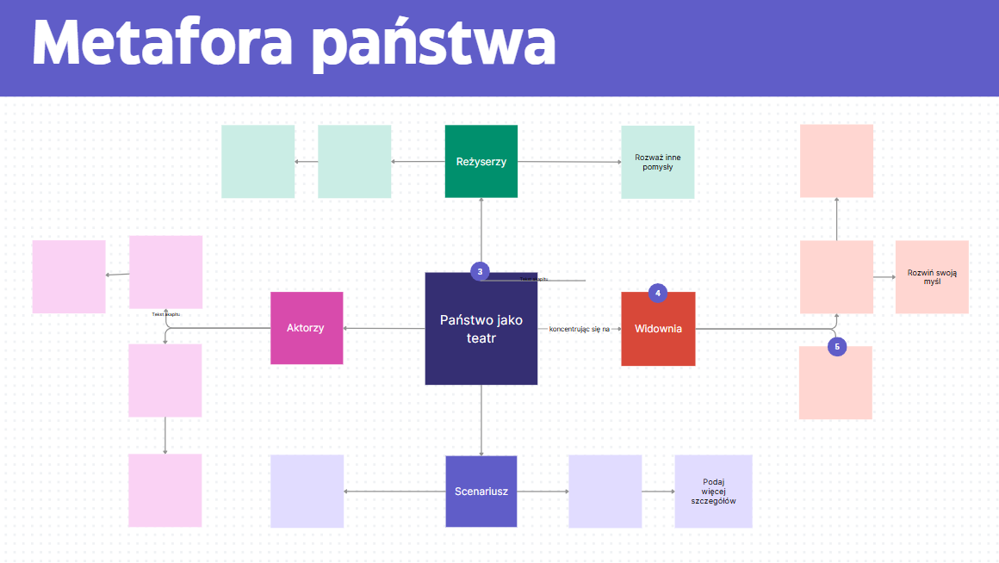 Metafora państwa
Reżyserzy
Rozważ inne
pomysły
3
Tekst akapitu
4
Rozwiń swoją
myśl
Tekst akapitu
Aktorzy
Państwo jako
teatr
koncentrując się na
Widownia
5
Scenariusz
Podaj
więcej
szczegółów